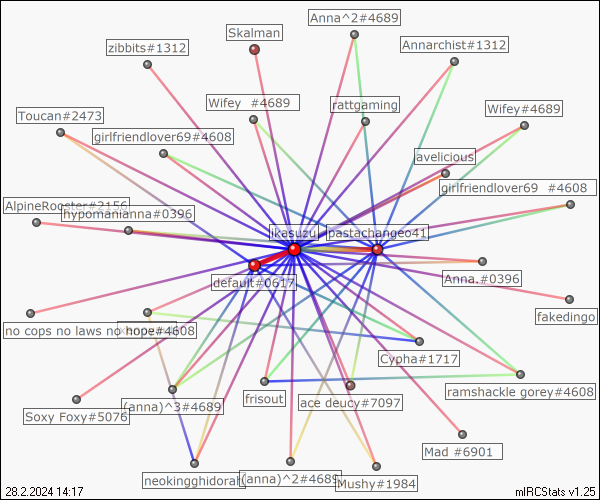 Anna^2#4689
Skalman
Annarchist#1312
zibbits#1312
Wifey #4689
rattgaming
Wifey#4689
Toucan#2473
girlfriendlover69#4608
avelicious
girlfriendlover69 #4608
AlpineRooster#2156
hypomanianna#0396
jikasuzu
pastachangeo41
default#0617
Anna.#0396
fakedingo
no cops no laws no hope#4608
Cypha#1717
ramshackle gorey#4608
frisout
ace deucy#7097
(anna)^3#4689
Soxy Foxy#5076
Mad #6901
neokingghidorah
(anna)^2#4689
Mushy#1984
28.2.2024 14:17
mIRCStats v1.25